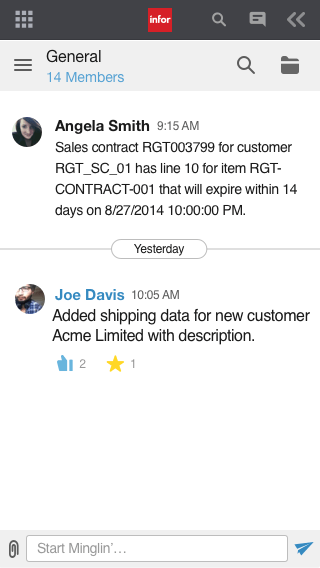 infor
General
14 Members
Angela Smith 9:15 AM
Sales contract RGT003799 for customer
RGT_SC_01 has line 10 for item RGT-
CONTRACT-001 that will expire within 14
days on 8/27/2014 10:00:00 PM.
Yesterday
Joe Davis 10:05 AM
Added shipping data for new customer
Acme Limited with description.
2 1
Start Minglin'…